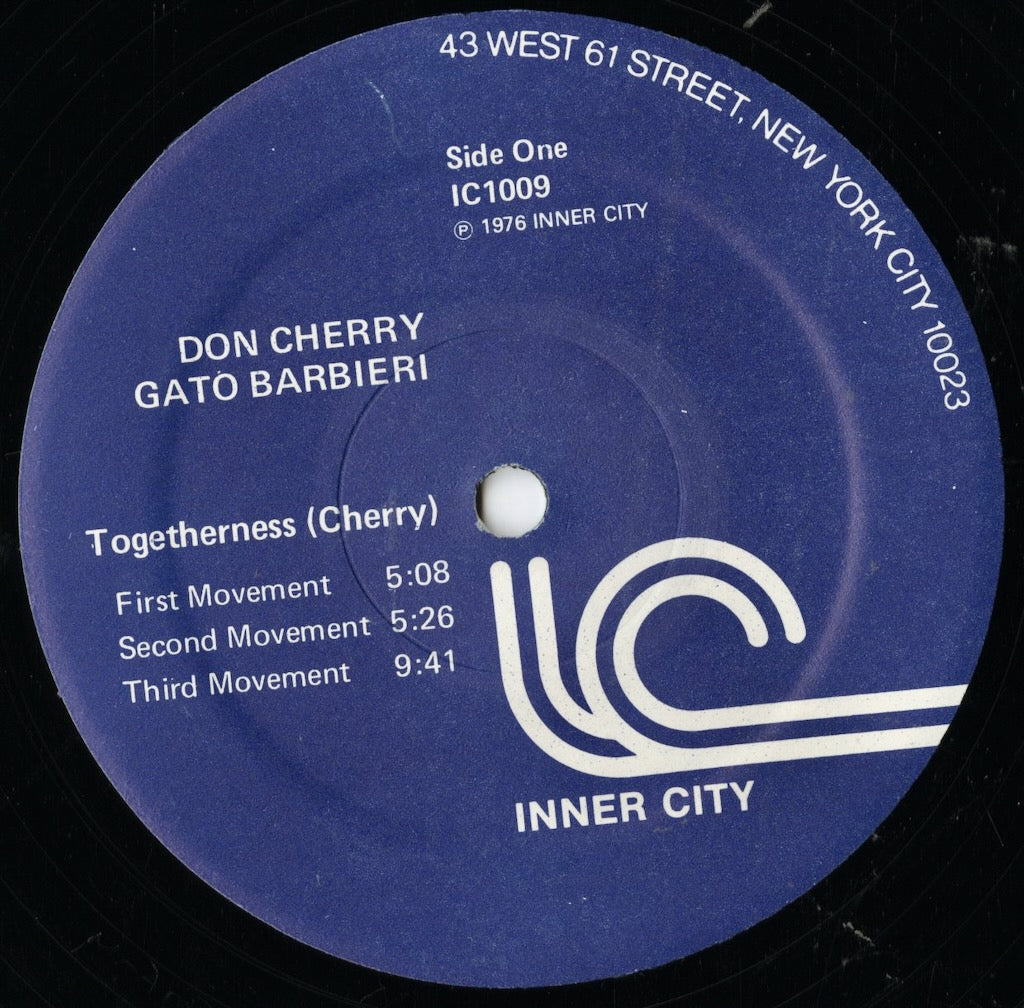 43 WEST 61 STREET, NEW YORK CITY 10023
Side One
IC1009
℗ 1976 INNER CITY
DON CHERRY
GATO BARBIERI
Togetherness (Cherry)
First Movement 5:08
Second Movement 5:26
Third Movement 9:41
IC
INNER CITY